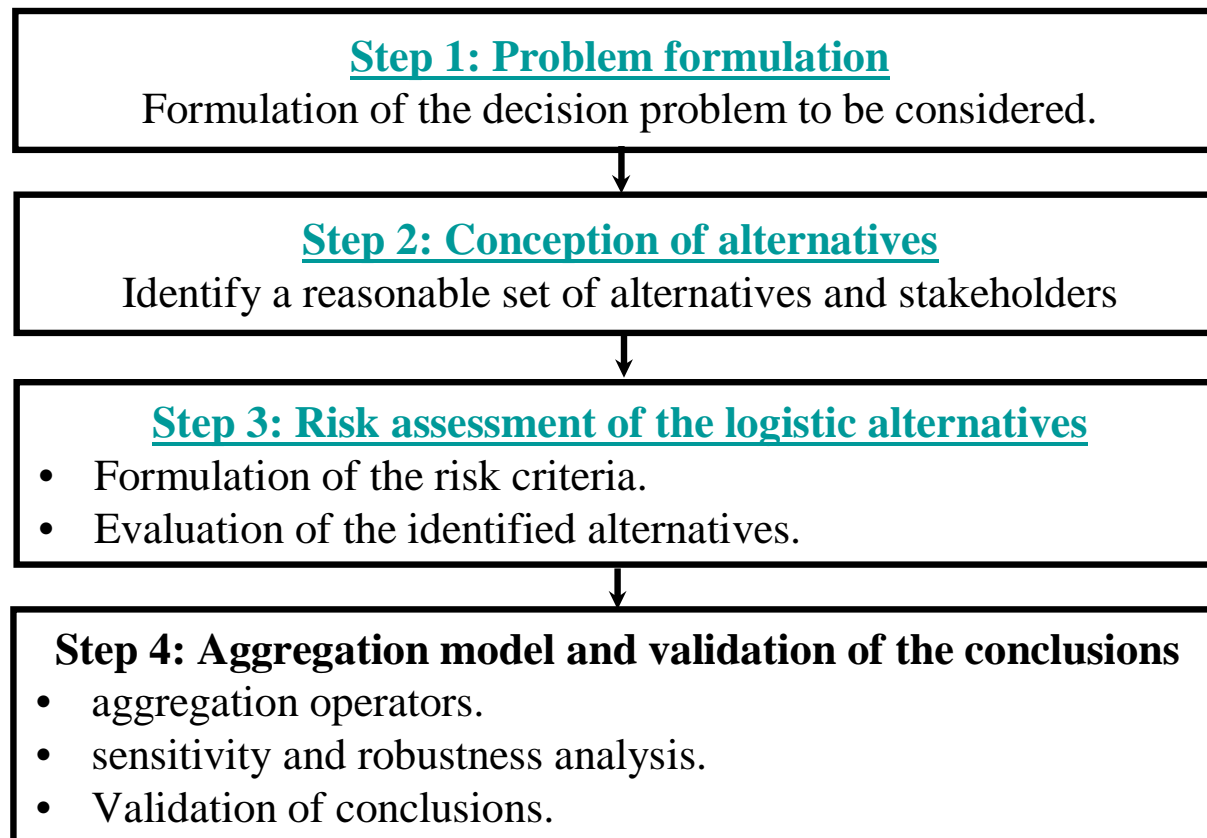 Step 1: Problem formulation
Formulation of the decision problem to be considered.
Step 2: Conception of alternatives
Identify a reasonable set of alternatives and stakeholders
Step 3: Risk assessment of the logistic alternatives
• Formulation of the risk criteria.
• Evaluation of the identified alternatives.
Step 4: Aggregation model and validation of the conclusions
• aggregation operators.
• sensitivity and robustness analysis.
• Validation of conclusions.